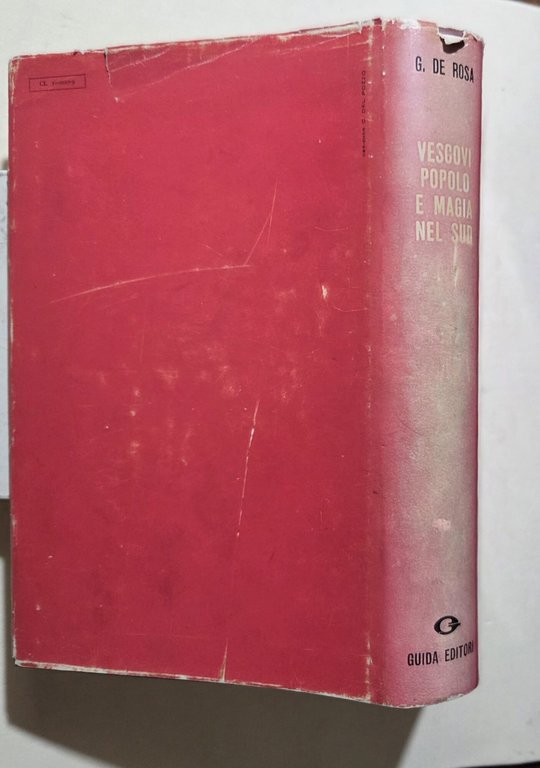 G. DE ROSA
VESCOVI
POPOLO
E MAGIA
NEL SUD
GUIDA EDITORI